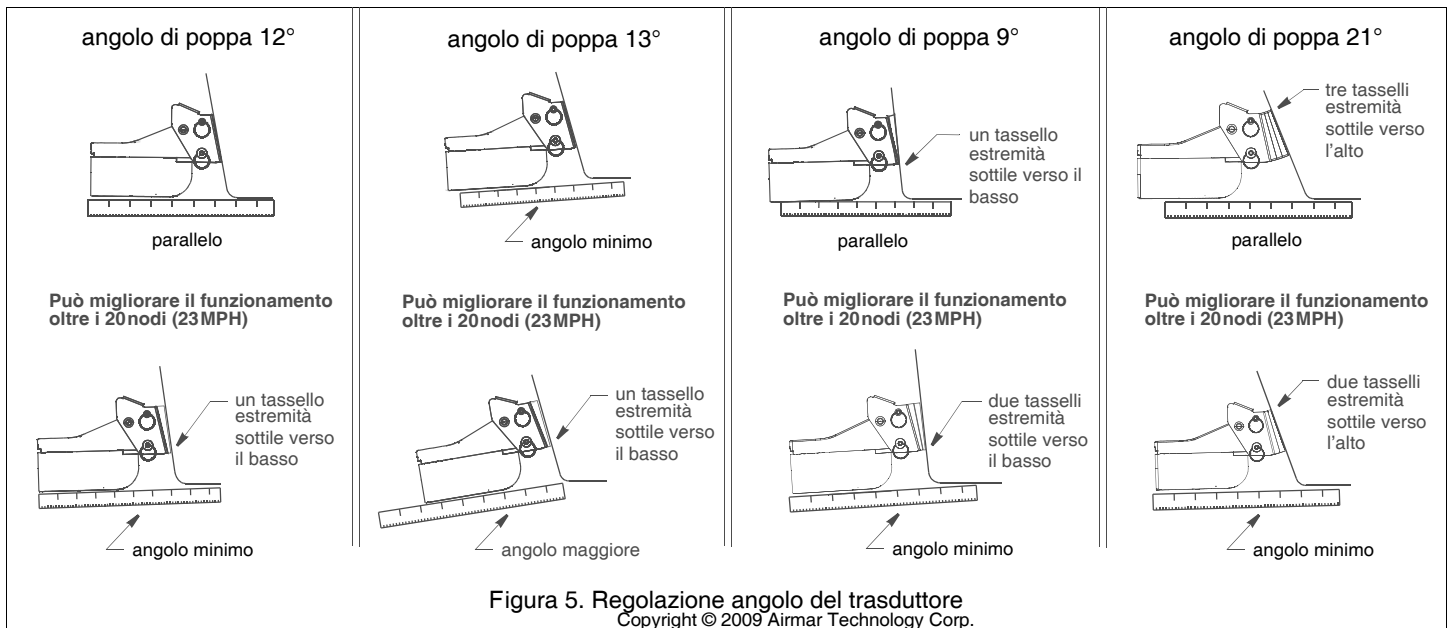 angolo di poppa 12°
parallelo
Può migliorare il funzionamento
oltre i 20 nodi (23 MPH)
un tassello
estremità
sottile verso
il basso
angolo minimo
angolo di poppa 13°
angolo minimo
Può migliorare il funzionamento
oltre i 20 nodi (23 MPH)
un tassello
estremità
sottile verso
il basso
angolo maggiore
angolo di poppa 9°
un tassello
estremità
sottile verso il
basso
parallelo
Può migliorare il funzionamento
oltre i 20 nodi (23 MPH)
due tasselli
estremità
sottile verso
il basso
angolo minimo
angolo di poppa 21°
tre tasselli
estremità
sottile verso
l'alto
parallelo
Può migliorare il funzionamento
oltre i 20 nodi (23 MPH)
due tasselli
estremità
sottile verso
l'alto
angolo minimo
Figura 5. Regolazione angolo del trasduttore
Copyright © 2009 Airmar Technology Corp.